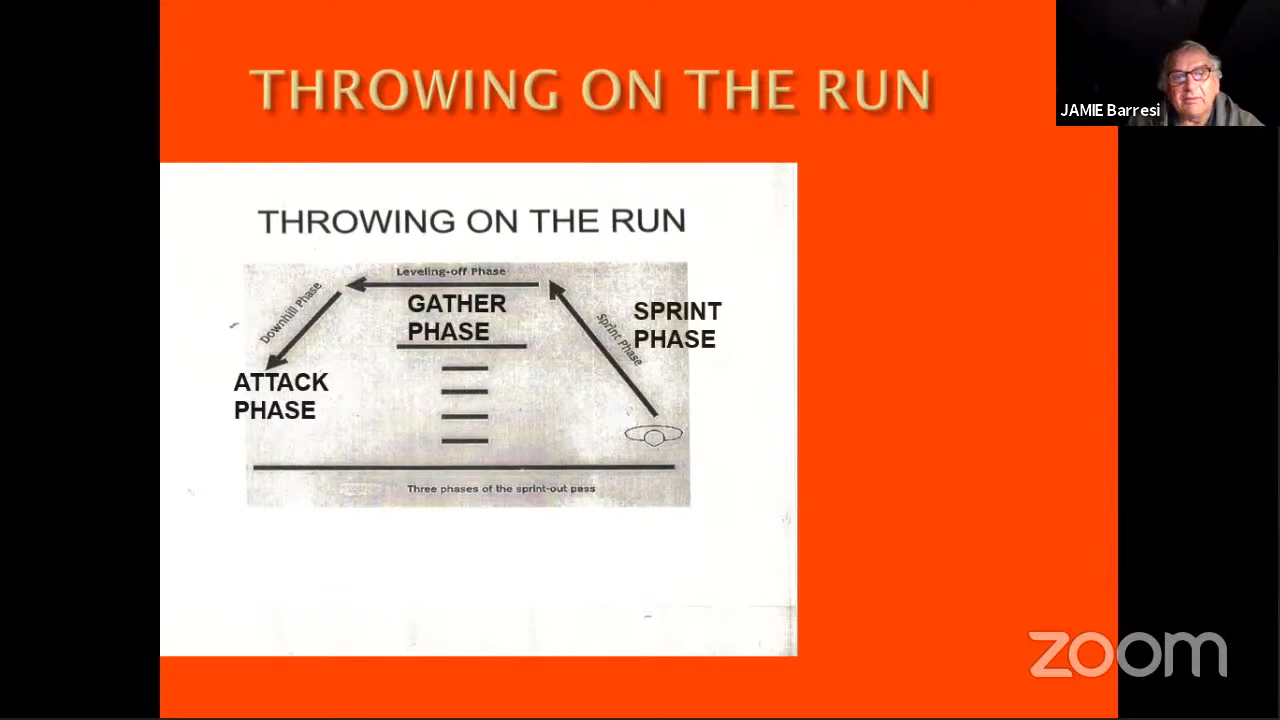 THROWING ON THE RUN
JAMIE Barresi
THROWING ON THE RUN
Leveling-off Phase
Downhill Phase
GATHER
PHASE
SPRINT
PHASE
Sprint Phase
ATTACK
PHASE
Three phases of the sprint-out pass
zoom